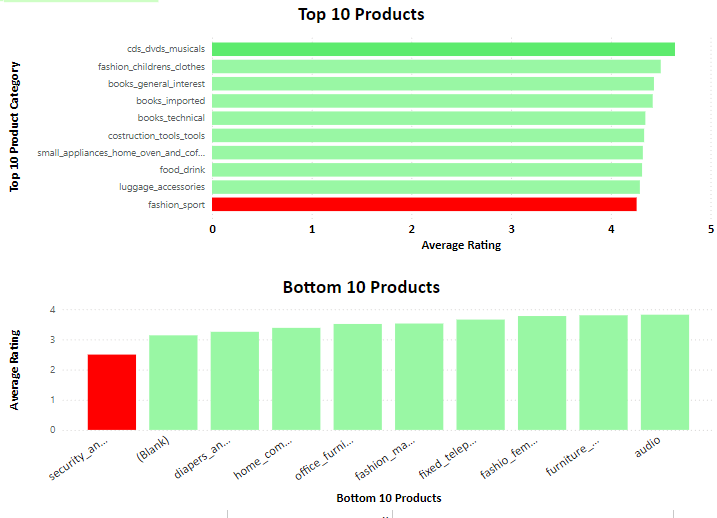 Top 10 Products
Top 10 Product Category
cds_dvds_musicals
fashion_childrens_clothes
books_general_interest
books_imported
books_technical
costruction_tools_tools
small_appliances_home_oven_and_cof...
food_drink
luggage_accessories
fashion_sport
0 1 2 3 4 5
Average Rating
Bottom 10 Products
Average Rating
4
3
2
1
0
security_an... (Blank) diapers_an... home_com... office_furni... fashion_ma... fixed_telep... fashio_fem... furniture_... audio
Bottom 10 Products